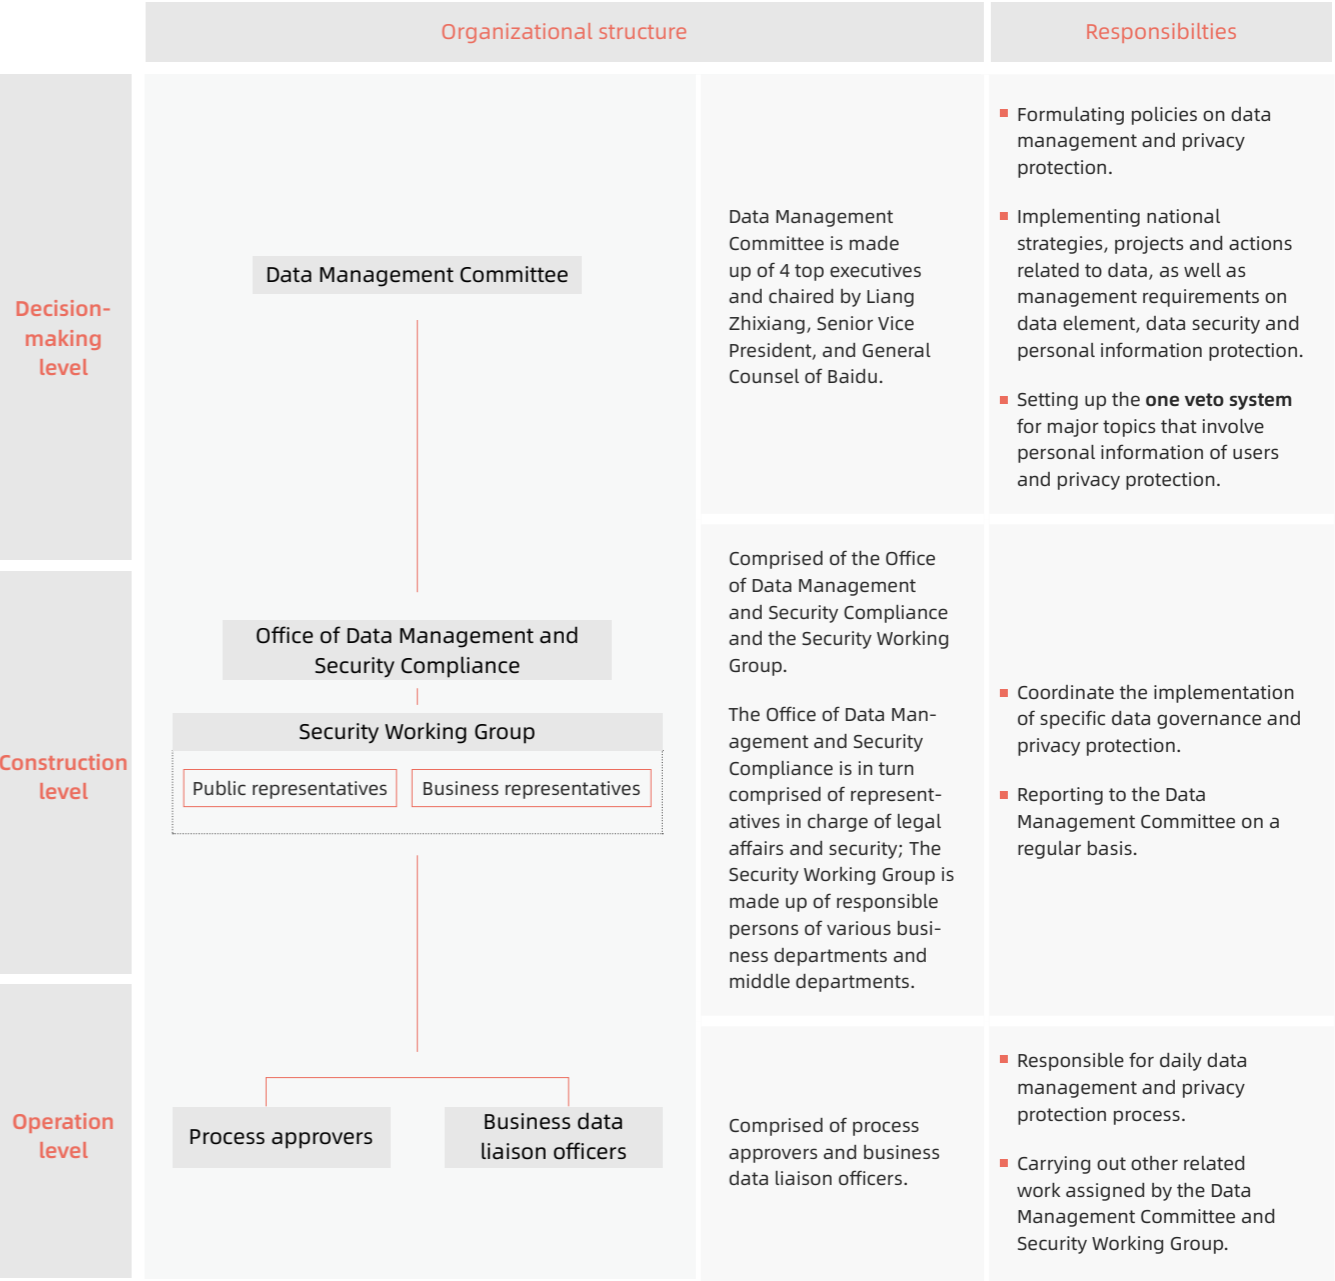 Organizational structure
Responsibilties
Decision-
making
level
Data Management Committee
Data Management
Committee is made
up of 4 top executives
and chaired by Liang
Zhixiang, Senior Vice
President, and General
Counsel of Baidu.
Formulating policies on data
management and privacy
protection.
Implementing national
strategies, projects and actions
related to data, as well as
management requirements on
data element, data security and
personal information protection.
Setting up the one veto system
for major topics that involve
personal information of users
and privacy protection.
Construction
level
Office of Data Management and
Security Compliance
Security Working Group
Public representatives
Business representatives
Comprised of the Office
of Data Management
and Security Compliance
and the Security Working
Group.
The Office of Data Man-
agement and Security
Compliance is in turn
comprised of represent-
atives in charge of legal
affairs and security; The
Security Working Group is
made up of responsible
persons of various busi-
ness departments and
middle departments.
Coordinate the implementation
of specific data governance and
privacy protection.
Reporting to the Data
Management Committee on a
regular basis.
Operation
level
Process approvers
Business data
liaison officers
Comprised of process
approvers and business
data liaison officers.
Responsible for daily data
management and privacy
protection process.
Carrying out other related
work assigned by the Data
Management Committee and
Security Working Group.